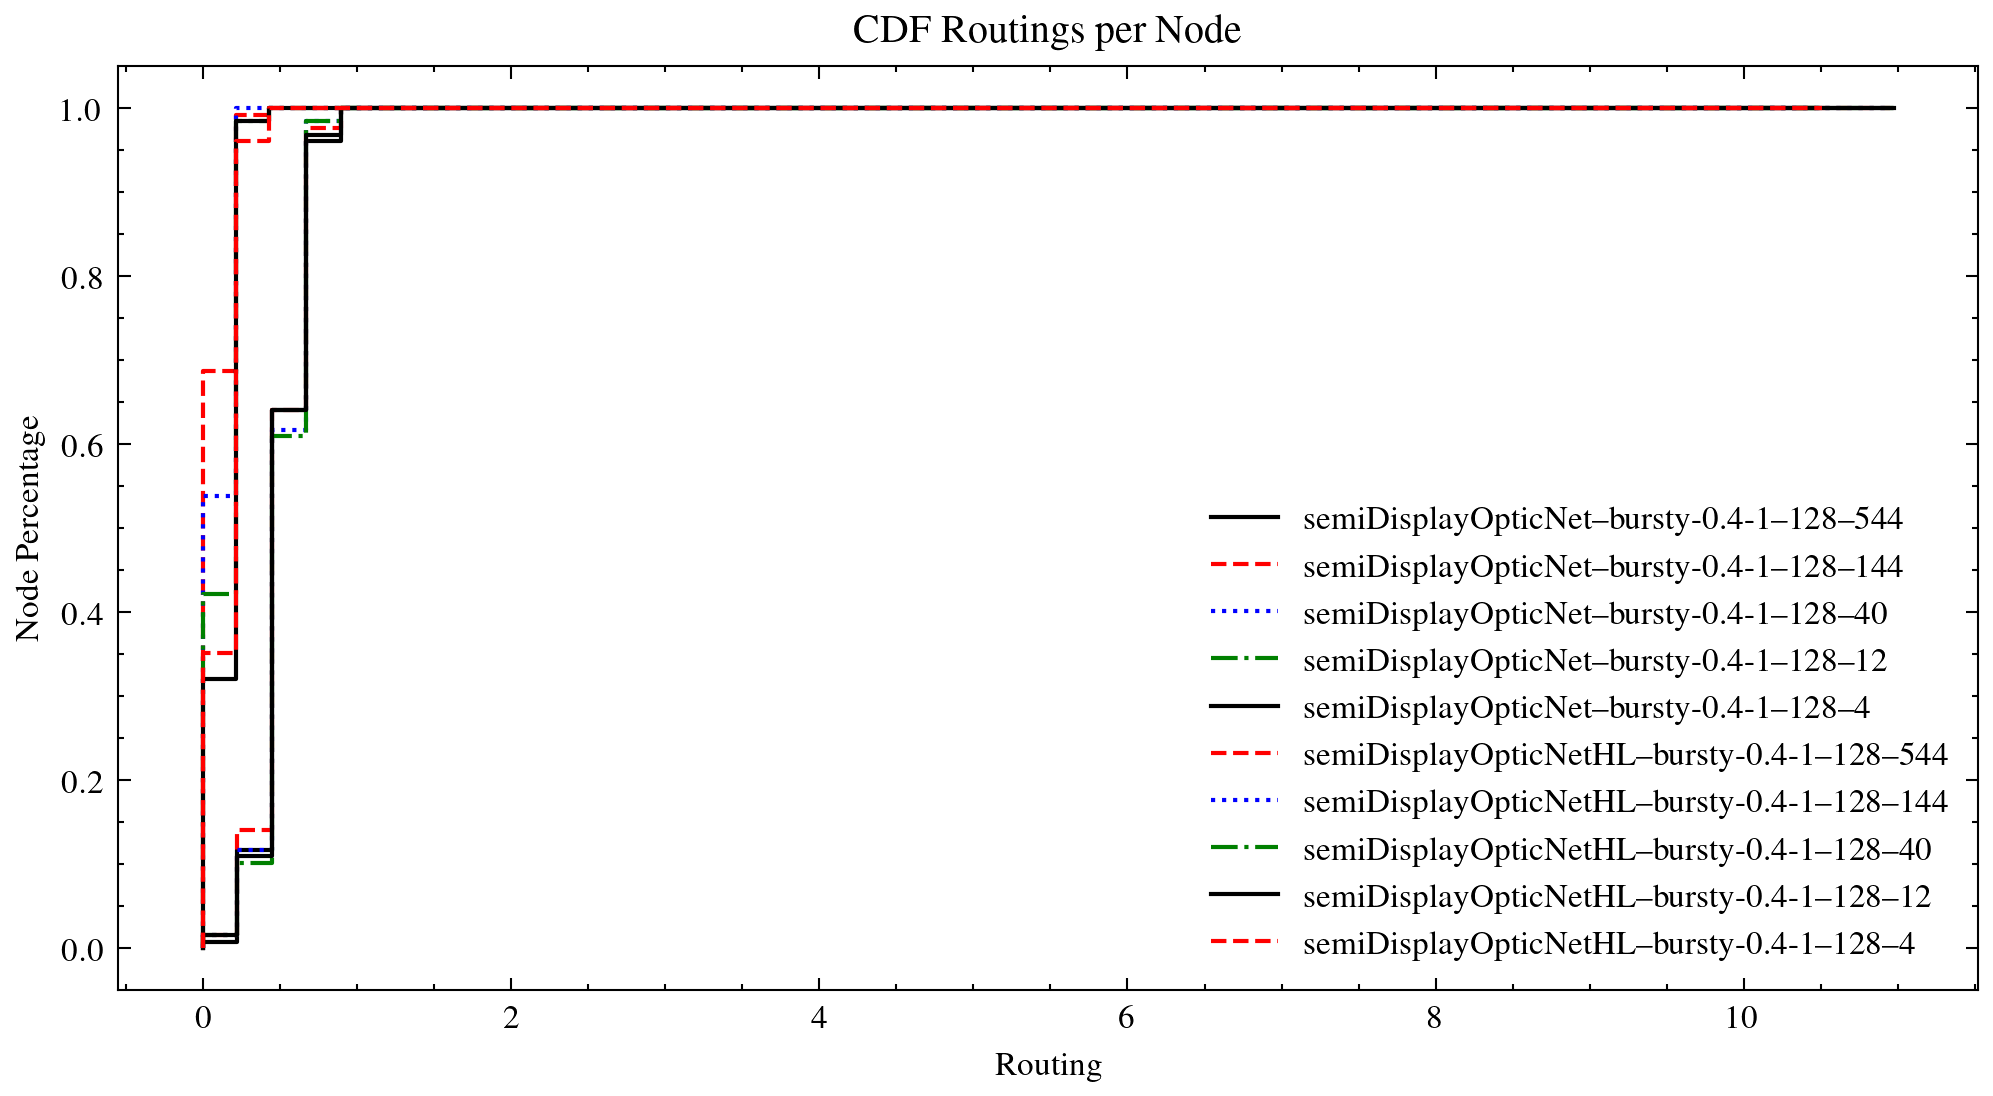 CDF Routings per Node
1.0
0.8
0.6
0.4
0.2
0.0
Node Percentage
semiDisplayOpticNet–bursty-0.4-1–128–544
semiDisplayOpticNet–bursty-0.4-1–128–144
semiDisplayOpticNet–bursty-0.4-1–128–40
semiDisplayOpticNet–bursty-0.4-1–128–12
semiDisplayOpticNet–bursty-0.4-1–128–4
semiDisplayOpticNetHL–bursty-0.4-1–128–544
semiDisplayOpticNetHL–bursty-0.4-1–128–144
semiDisplayOpticNetHL–bursty-0.4-1–128–40
semiDisplayOpticNetHL–bursty-0.4-1–128–12
semiDisplayOpticNetHL–bursty-0.4-1–128–4
0 2 4 6 8 10
Routing